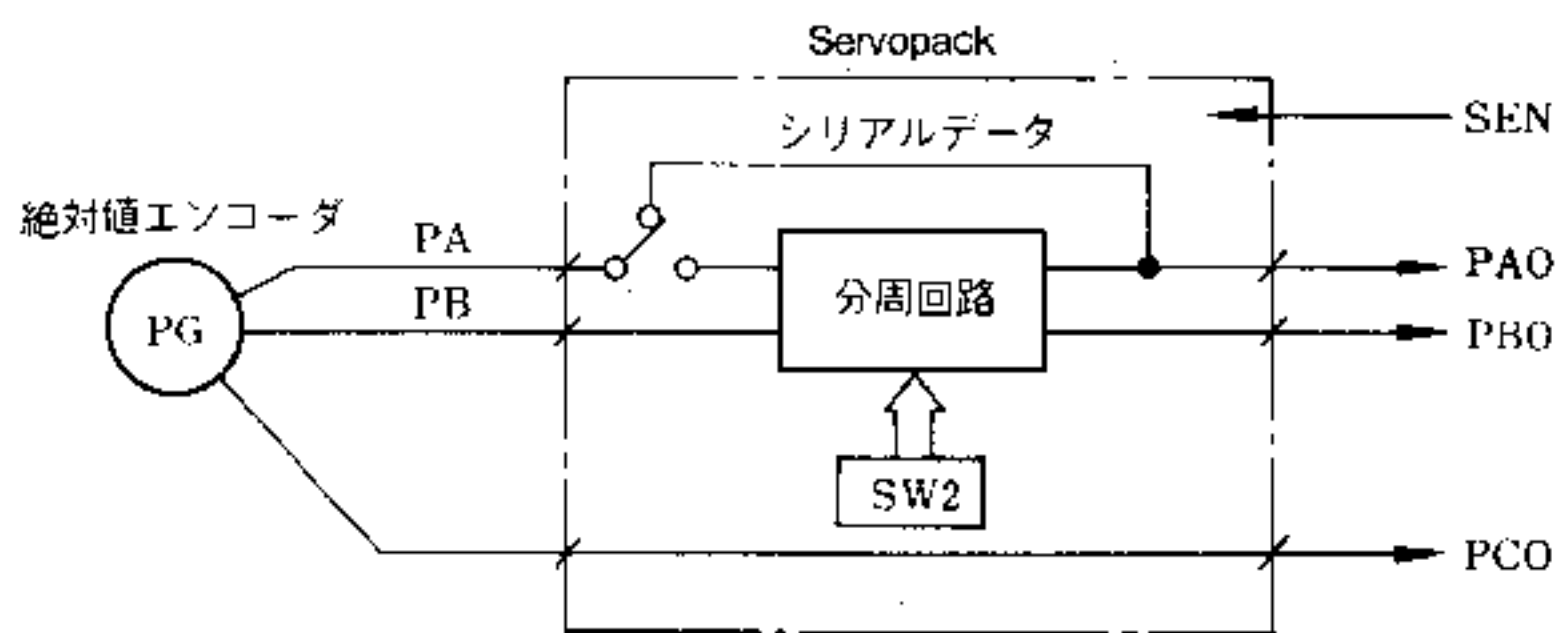 Servopack
SEN
シリアルデータ
絶対値エンコーダ
PA
PAO
PB
PG
分周回路
PBO
SW2
PCO